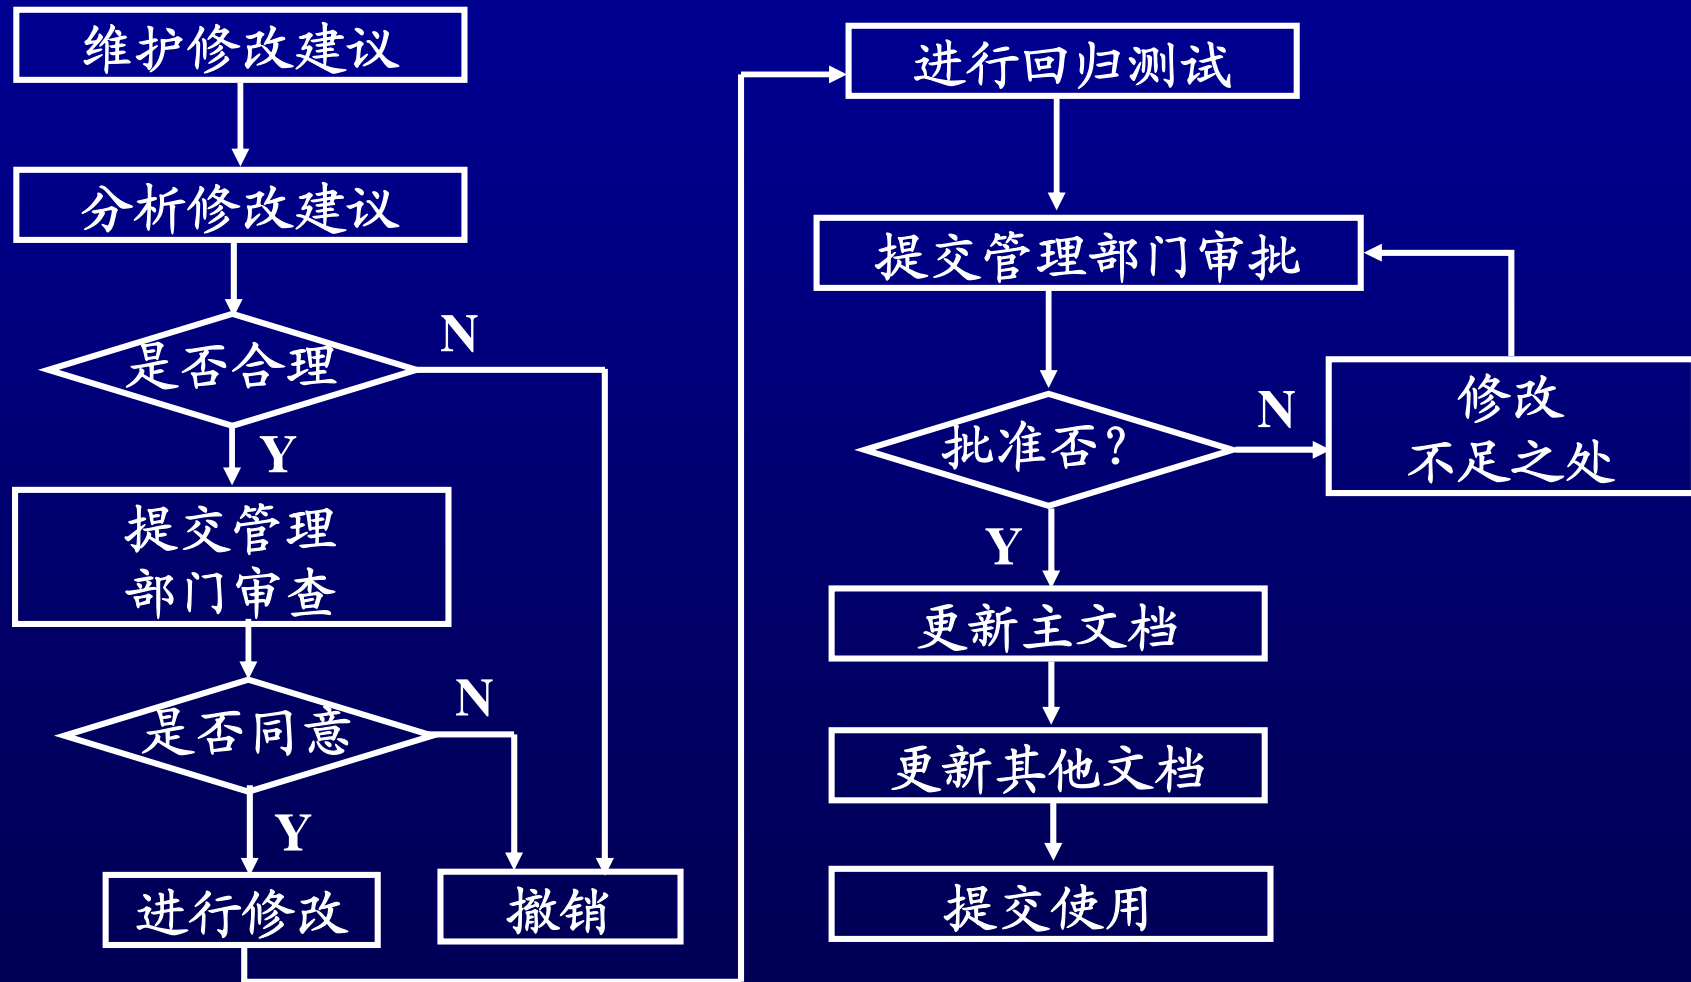 维护修改建议
分析修改建议
是否合理
N
Y
提交管理
部门审查
是否同意
N
Y
进行修改
撤销
进行回归测试
提交管理部门审批
批准否?
N
修改
不足之处
Y
更新主文档
更新其他文档
提交使用